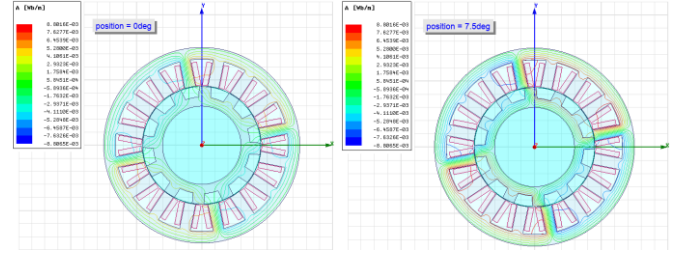 A [Wb/m]
8.8016E-03
7.6277E-03
6.4539E-03
5.2800E-03
4.1061E-03
2.9323E-03
1.7584E-03
5.8451E-04
-5.8936E-04
-1.7632E-03
-2.9371E-03
-4.1110E-03
-5.2848E-03
-6.4587E-03
-7.6326E-03
-8.8065E-03
position = 0deg
Y
X
A [Wb/m]
8.8016E-03
7.6277E-03
6.4539E-03
5.2800E-03
4.1061E-03
2.9323E-03
1.7584E-03
5.8451E-04
-5.8936E-04
-1.7632E-03
-2.9371E-03
-4.1110E-03
-5.2848E-03
-6.4587E-03
-7.6326E-03
-8.8065E-03
position = 7.5deg
Y
X